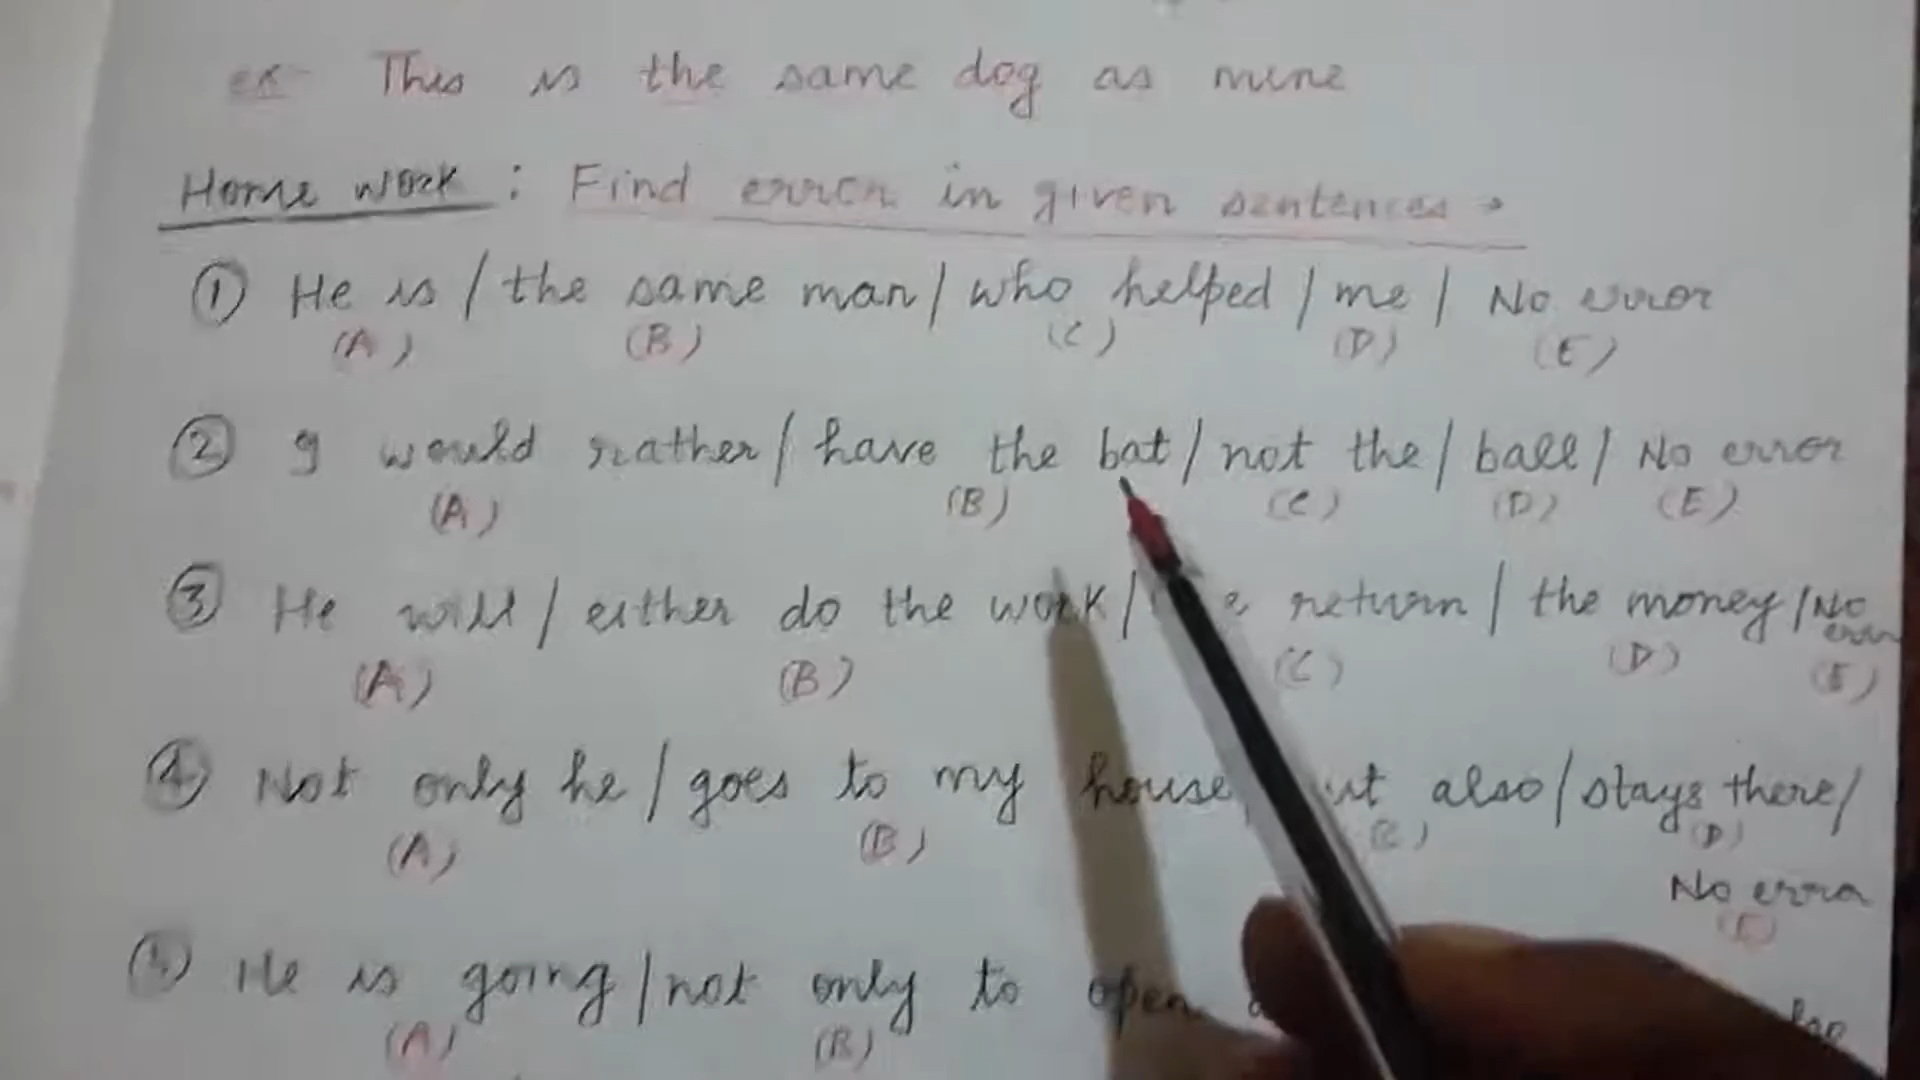 ex- This is the same dog as mine
Home work : Find error in given sentences →
① He is / the same man / who helped / me / No error
(A) (B) (C) (D) (E)
② I would rather / have the bat / not the / ball / No error
(A) (B) (C) (D) (E)
③ He will / either do the work / return / the money / No error
(A) (B) (C) (D) (E)
④ Not only he / goes to my house, but also / stays there /
(A) (B) (C) (D)
No error
(E)
⑤ He is going / not only to open
(A) (B)